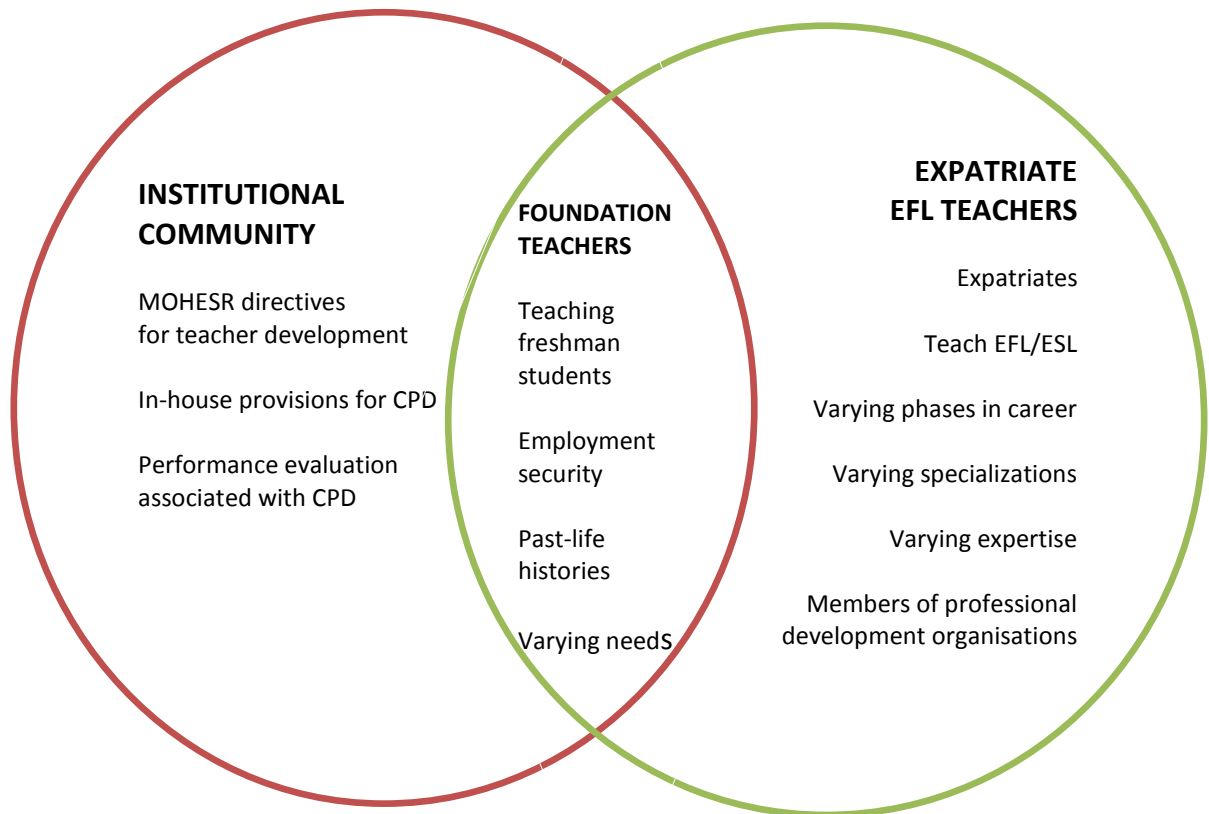 INSTITUTIONAL
COMMUNITY
MOHESR directives
for teacher development
In-house provisions for CPD
Performance evaluation
associated with CPD
FOUNDATION
TEACHERS
Teaching
freshman
students
Employment
security
Past-life
histories
Varying needs
EXPATRIATE
EFL TEACHERS
Expatriates
Teach EFL/ESL
Varying phases in career
Varying specializations
Varying expertise
Members of professional
development organisations